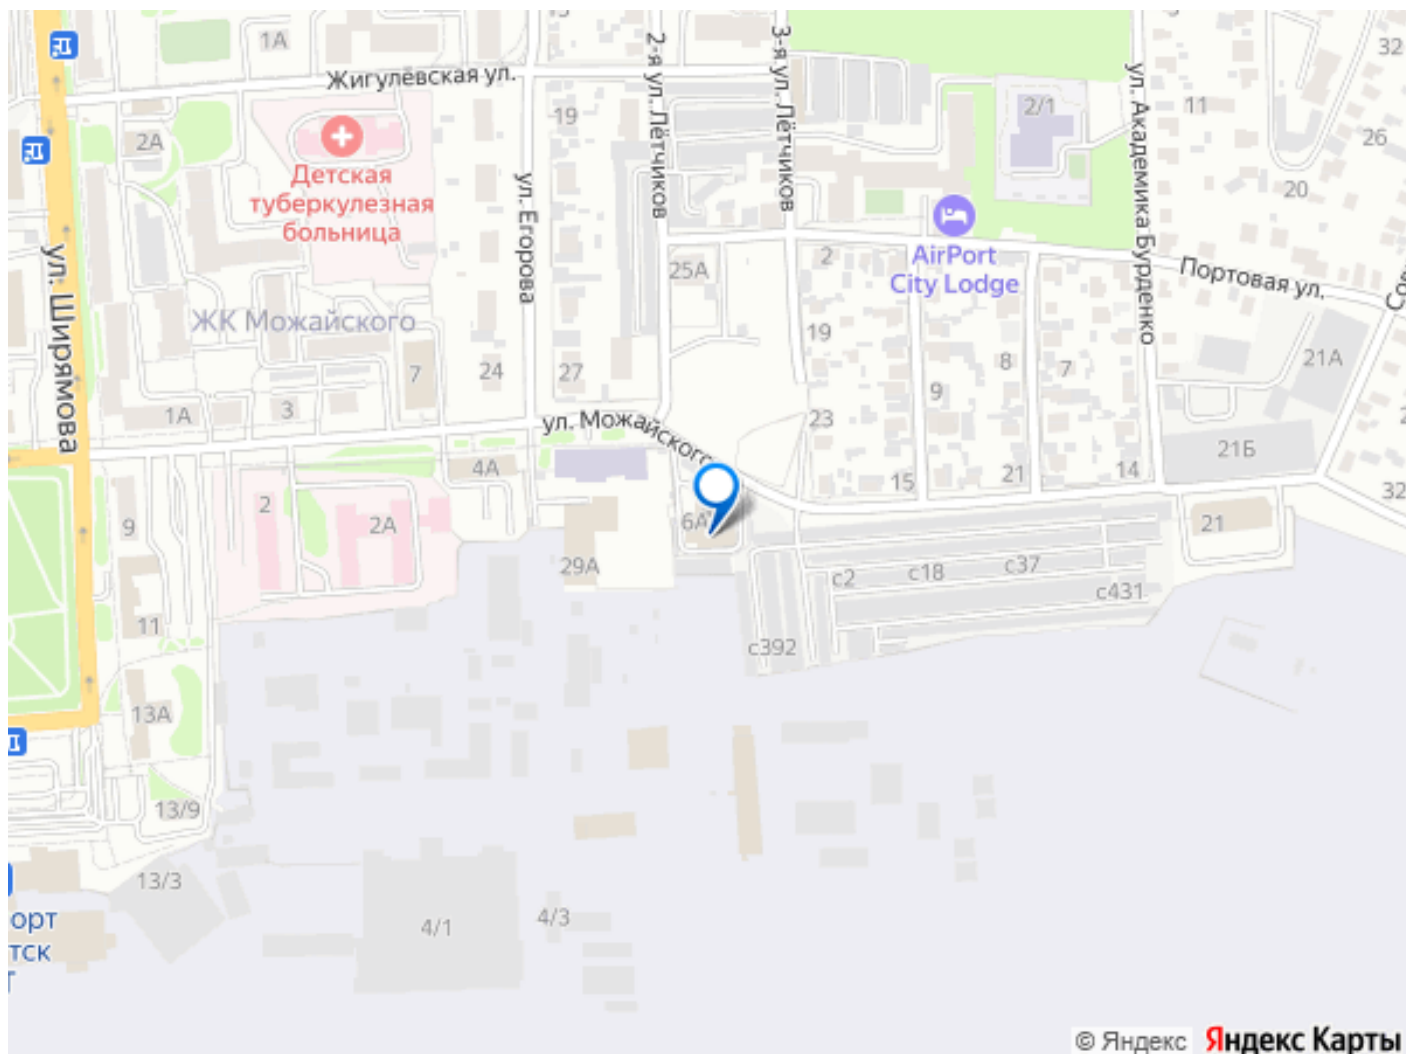 1А
Жигулёвская ул.
2-я ул. Лётчиков
3-я ул. Лётчиков
ул. Академика Бурденко
32
2А
19
2/1
11
26
20
Детская
туберкулезная
больница
ул. Егорова
ул. Ширямова
25А
2
AirPort
City Lodge
Портовая ул.
ЖК Можайского
7
24
27
19
9
8
7
21А
1А
3
ул. Можайского
23
4А
15
21
14
21Б
32
9
2
2А
6А
29А
21
с2
с18
с37
с431
с392
11
13А
13/9
13/3
орт
тск
4/1
4/3
© Яндекс
Яндекс Карты